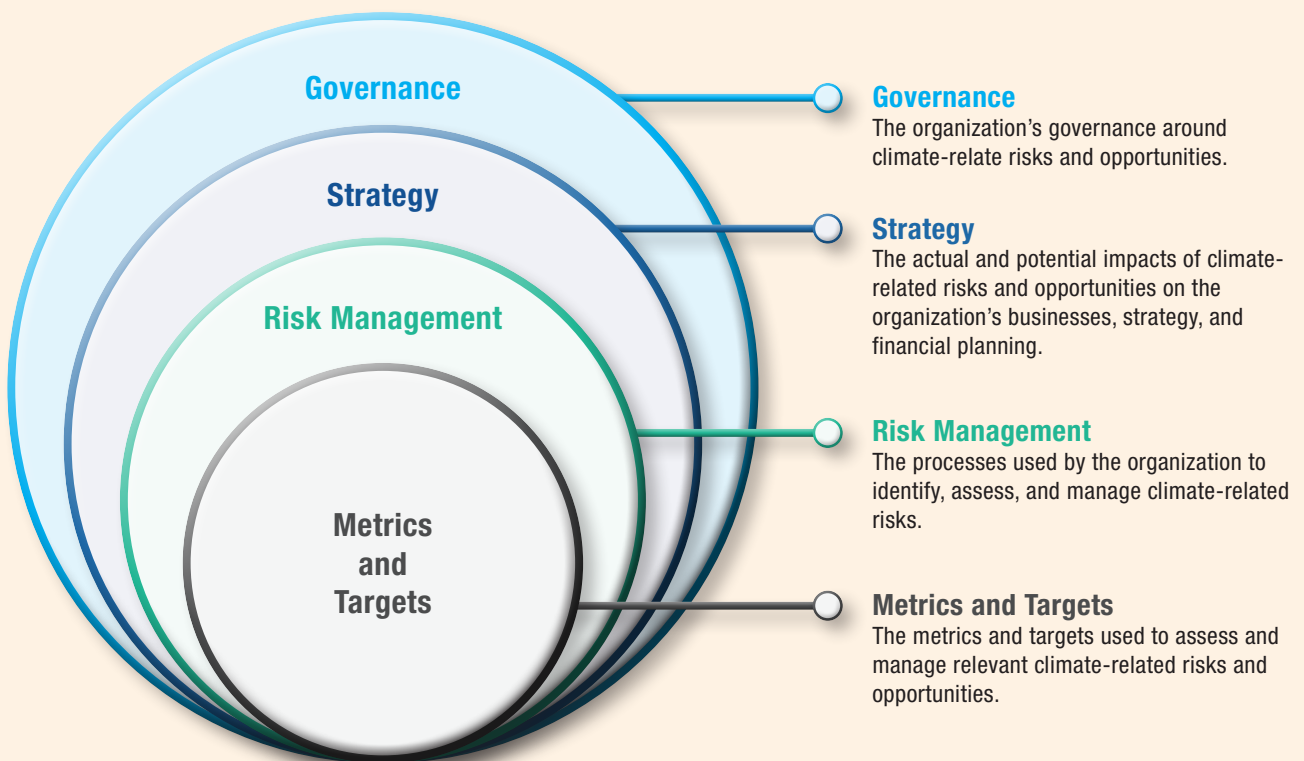 Governance
Strategy
Risk Management
Metrics
and
Targets
Governance
The organization’s governance around
climate-relate risks and opportunities.
Strategy
The actual and potential impacts of climate-
related risks and opportunities on the
organization’s businesses, strategy, and
financial planning.
Risk Management
The processes used by the organization to
identify, assess, and manage climate-related
risks.
Metrics and Targets
The metrics and targets used to assess and
manage relevant climate-related risks and
opportunities.